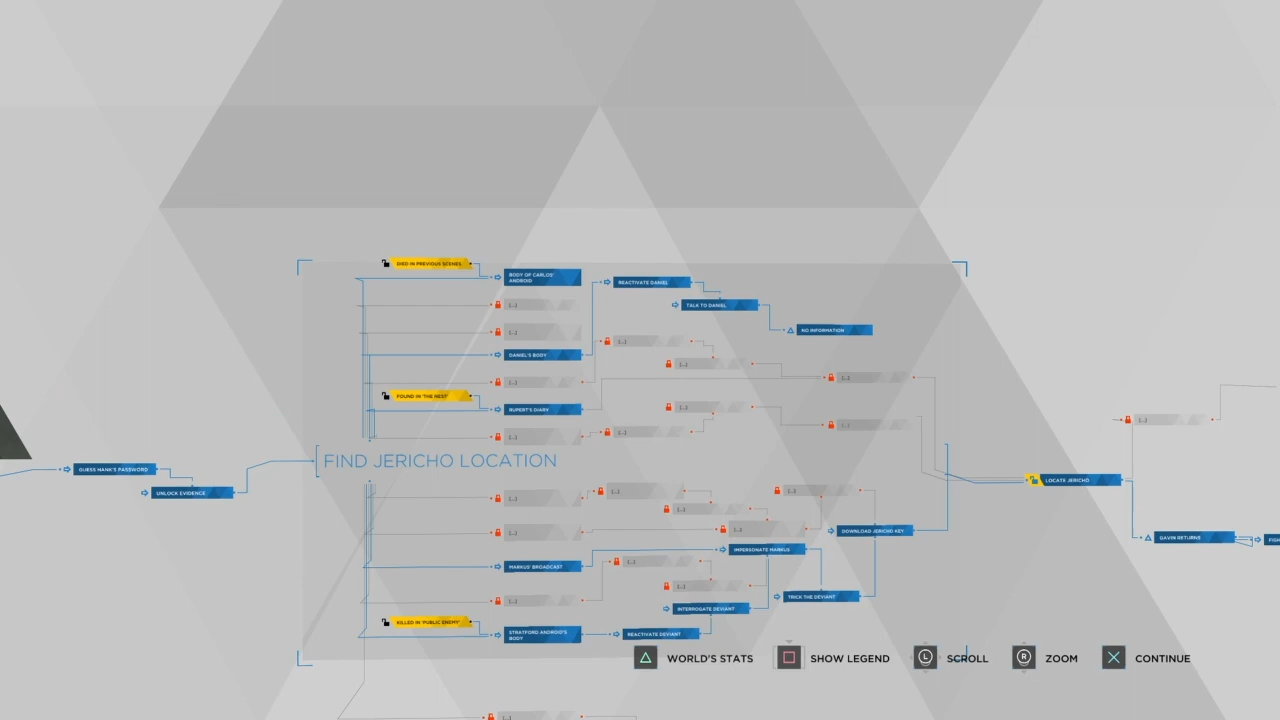 DIED IN PREVIOUS SCENES
BODY OF CARLOS'
ANDROID
REACTIVATE DANIEL
[...]
TALK TO DANIEL
[...]
NO INFORMATION
[...]
DANIEL'S BODY
[...]
[...]
[...]
FOUND IN 'THE NEST'
RUPERT'S DIARY
[...]
[...]
[...]
[...]
[...]
FIND JERICHO LOCATION
GUESS HANK'S PASSWORD
UNLOCK EVIDENCE
LOCATE JERICHO
[...]
[...]
[...]
[...]
[...]
[...]
DOWNLOAD JERICHO KEY
GAVIN RETURNS
IMPERSONATE MARKUS
MARKUS' BROADCAST
[...]
[...]
TRICK THE DEVIANT
[...]
INTERROGATE DEVIANT
KILLED IN 'PUBLIC ENEMY'
STRATFORD ANDROID'S
BODY
REACTIVATE DEVIANT
WORLD'S STATS
SHOW LEGEND
L
SCROLL
R
ZOOM
CONTINUE
[...]